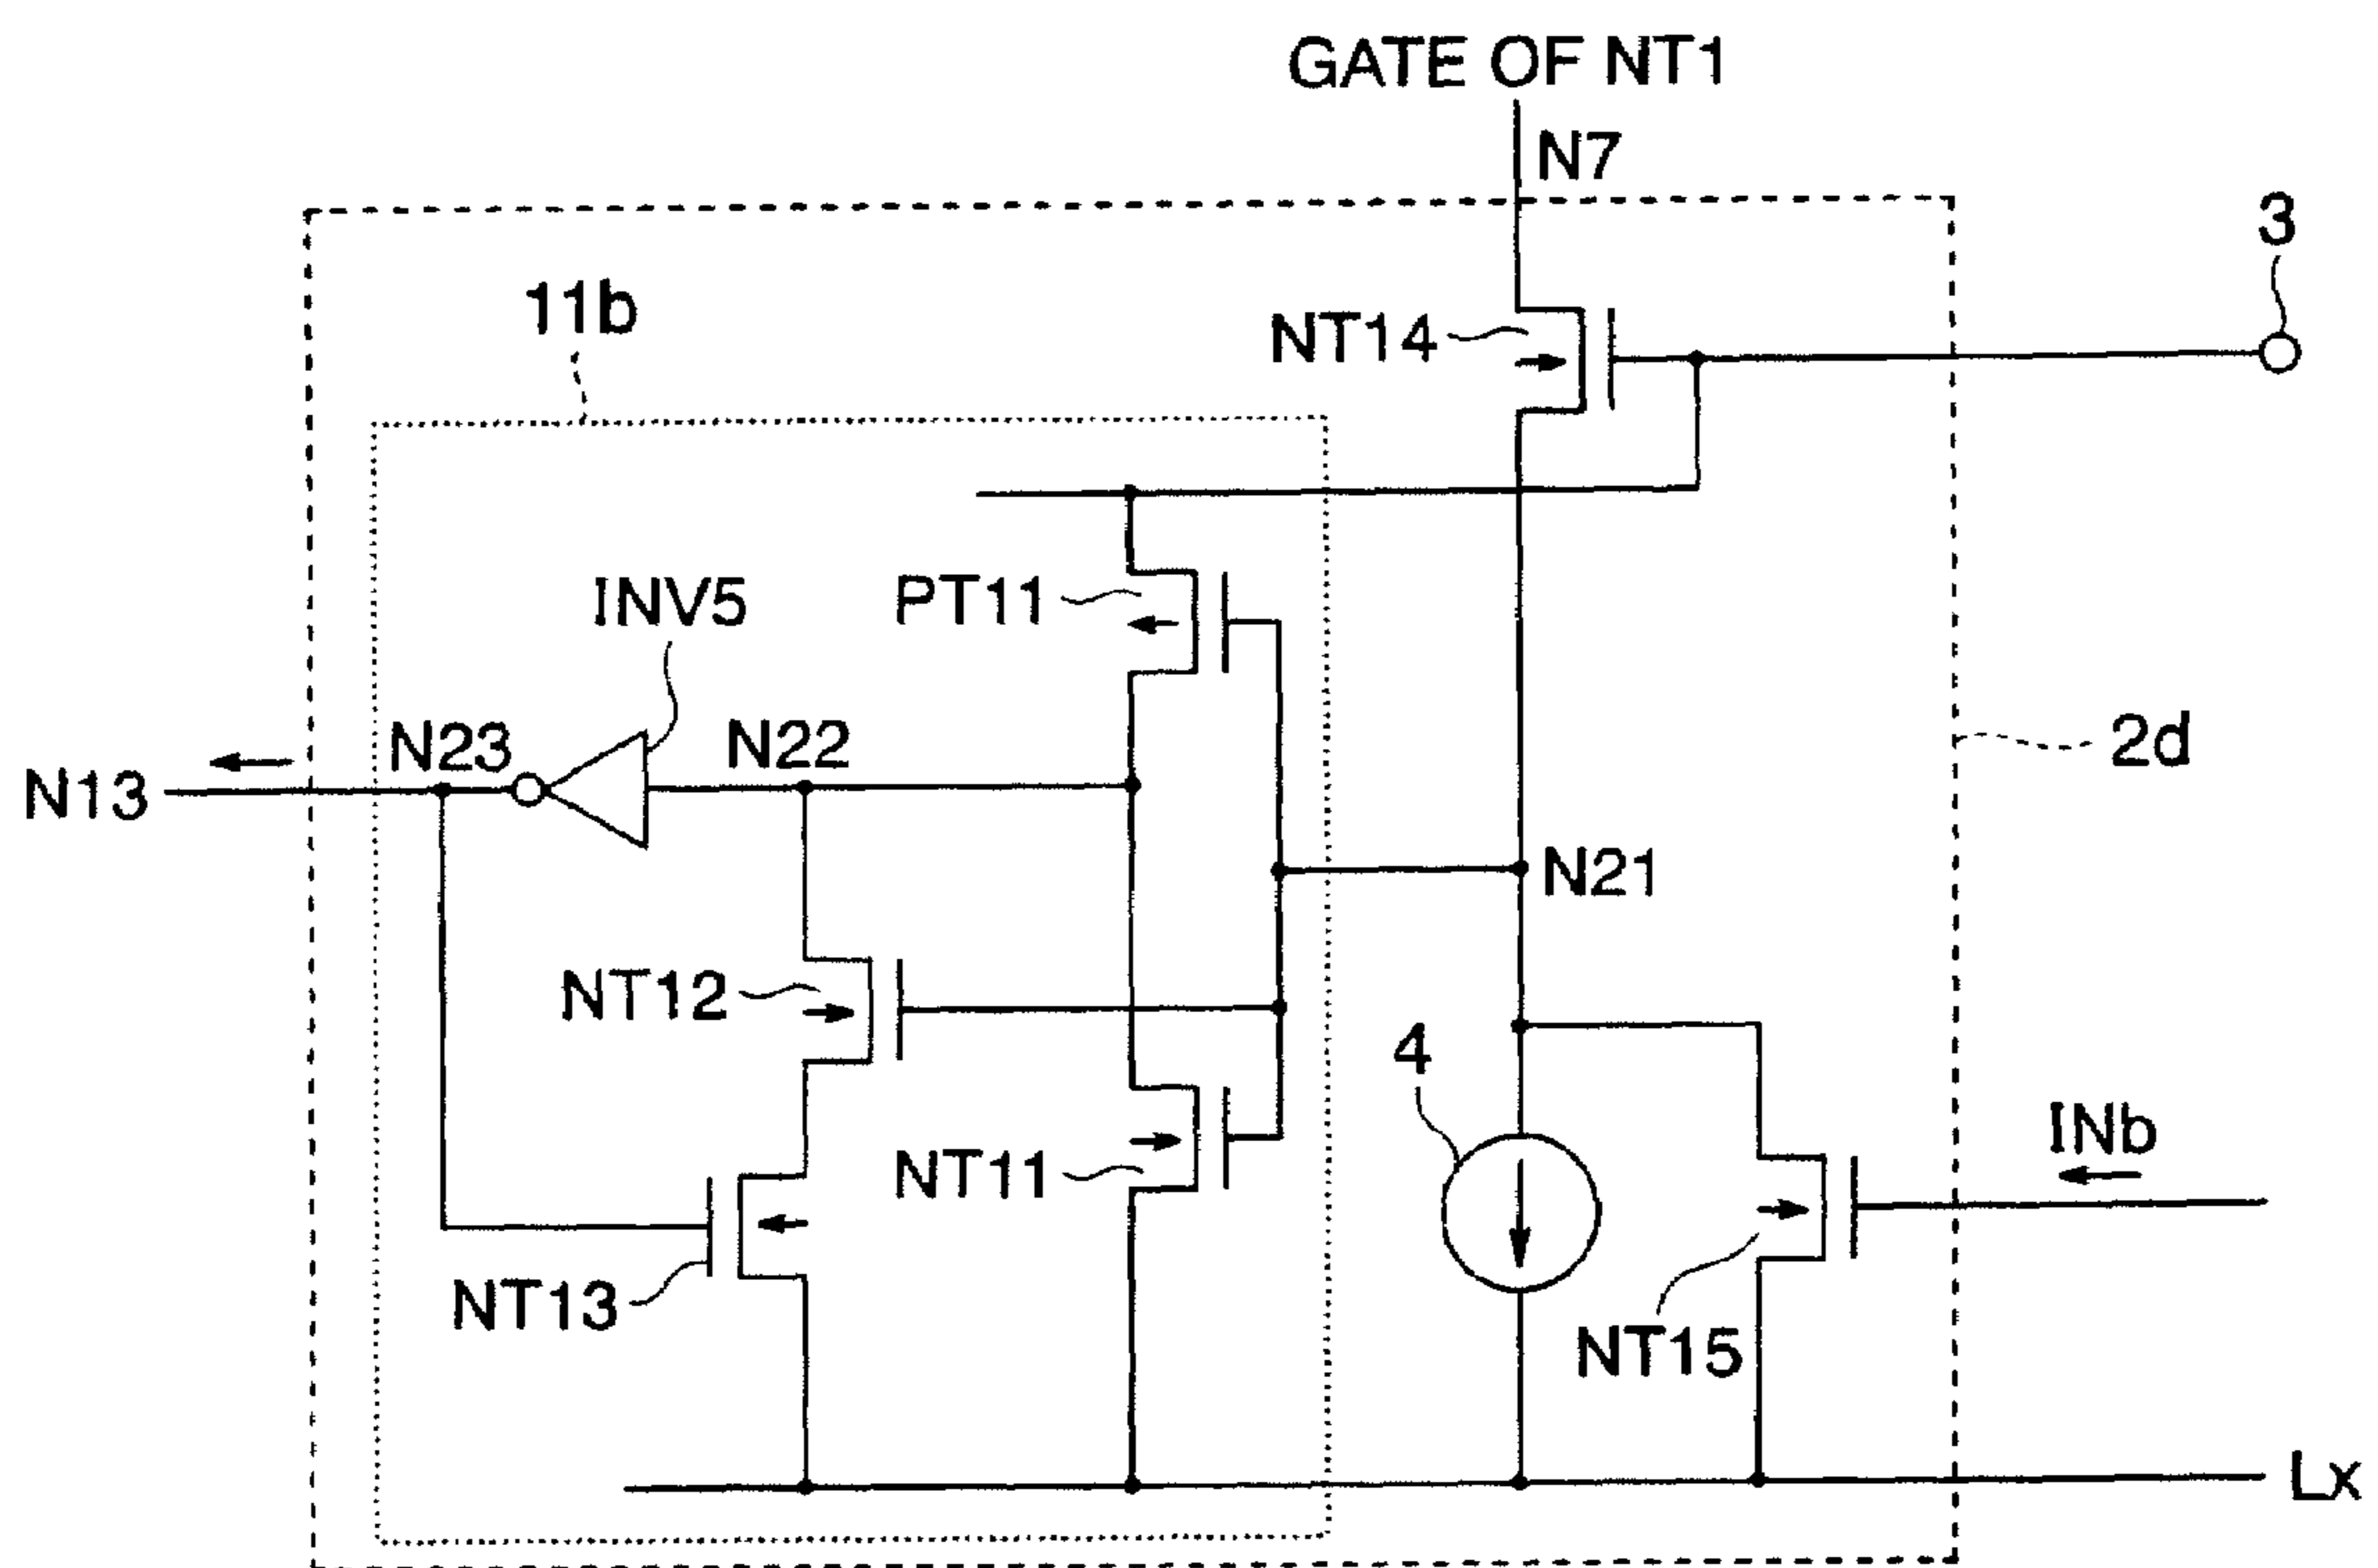 GATE OF NT1
N7
3
11b
NT14
PT11
INV5
N23
N22
2d
N13
N21
NT12
4
INb
NT11
NT13
NT15
Lx